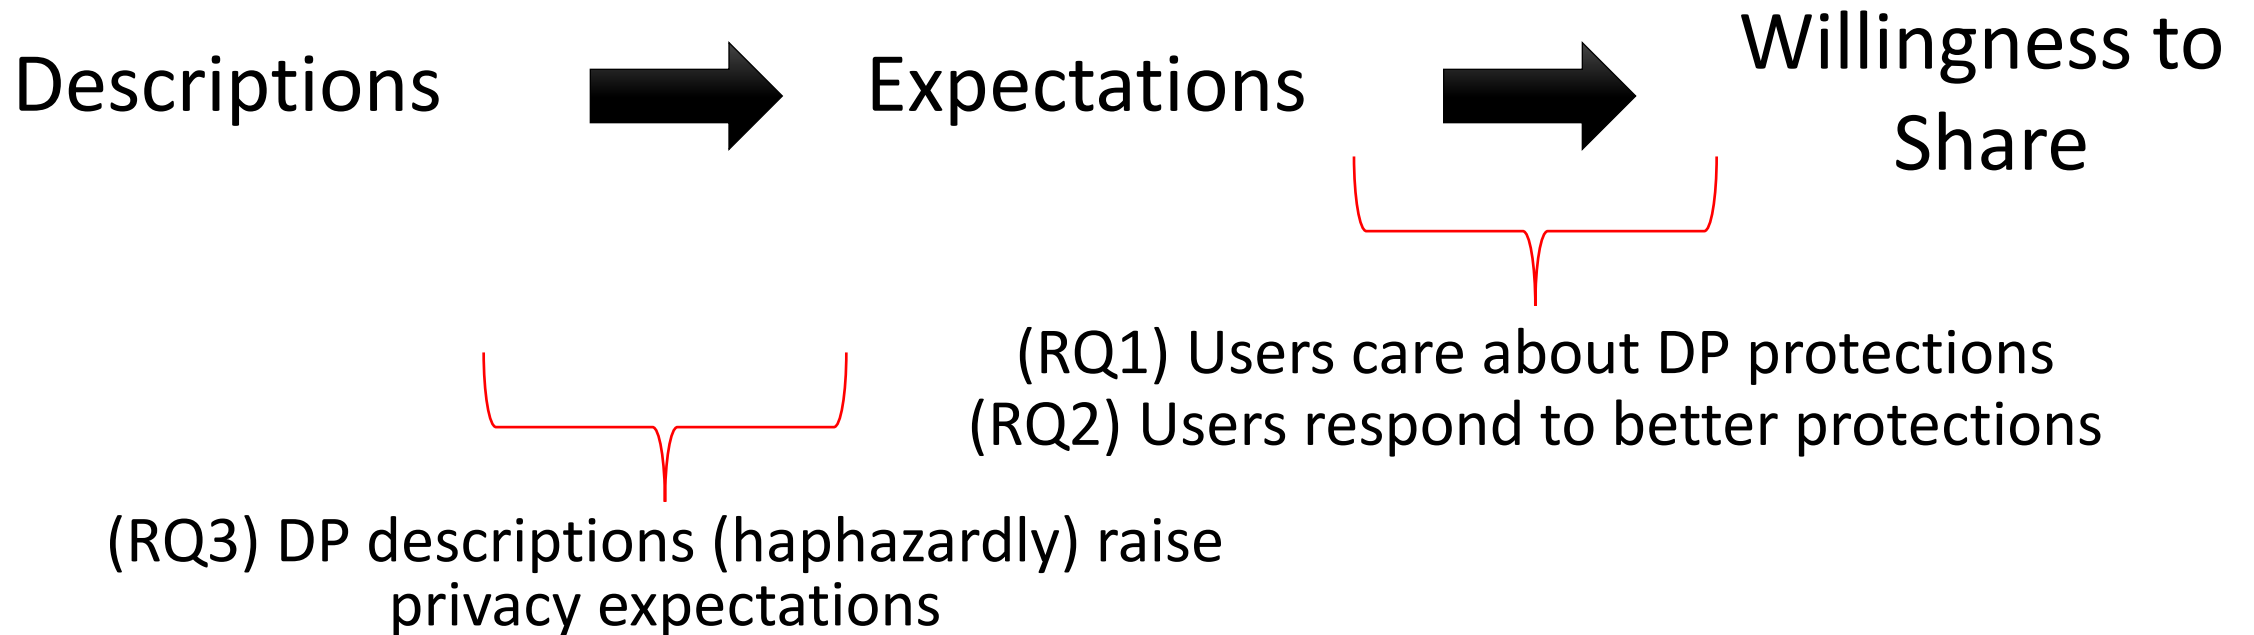 Descriptions
Expectations
Willingness to
Share
(RQ1) Users care about DP protections
(RQ2) Users respond to better protections
(RQ3) DP descriptions (haphazardly) raise
privacy expectations